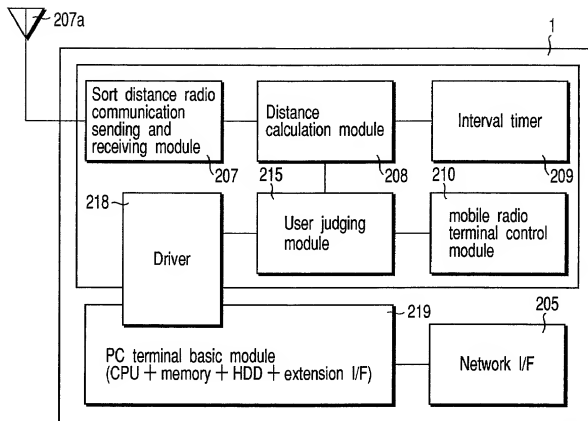 207a
1
Sort distance radio
communication
sending and
receiving module
207
Distance
calculation module
208
Interval timer
209
218
Driver
215
User judging
module
210
mobile radio
terminal control
module
219
PC terminal basic module
(CPU + memory + HDD + extension I/F)
205
Network I/F